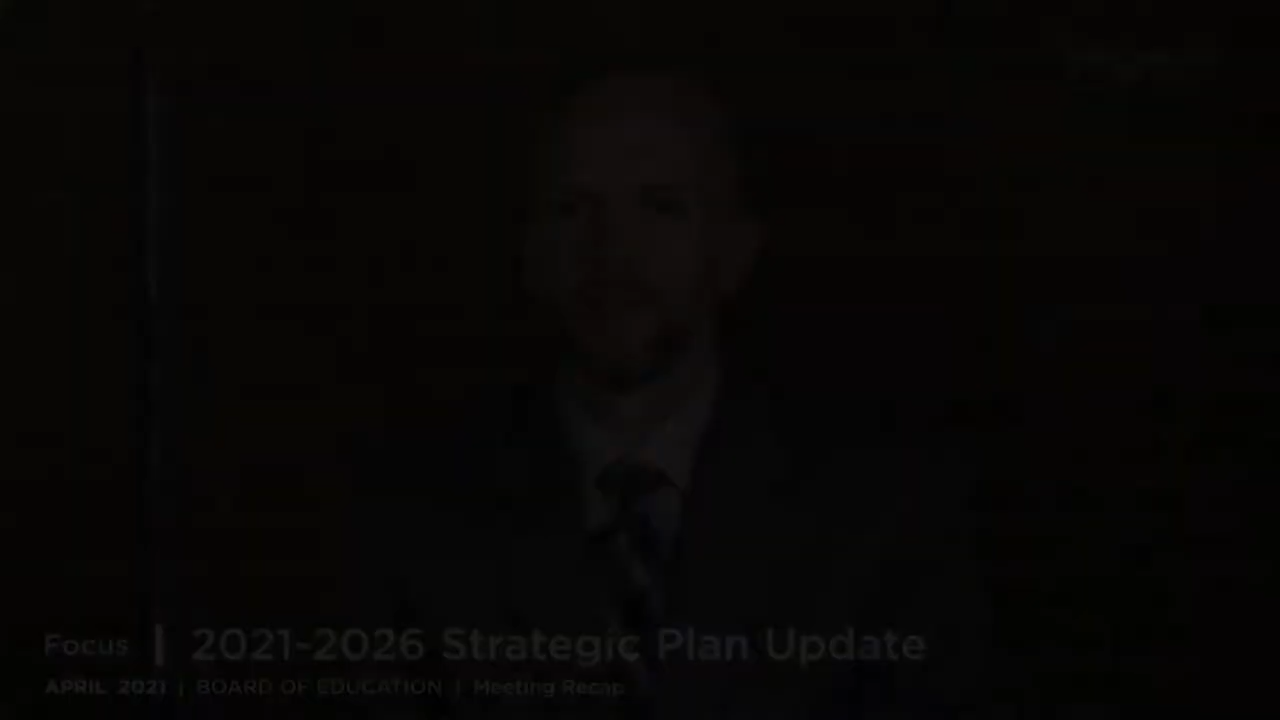 Focus | 2021-2026 Strategic Plan Update
APRIL 2021 | BOARD OF EDUCATION | Meeting Recap